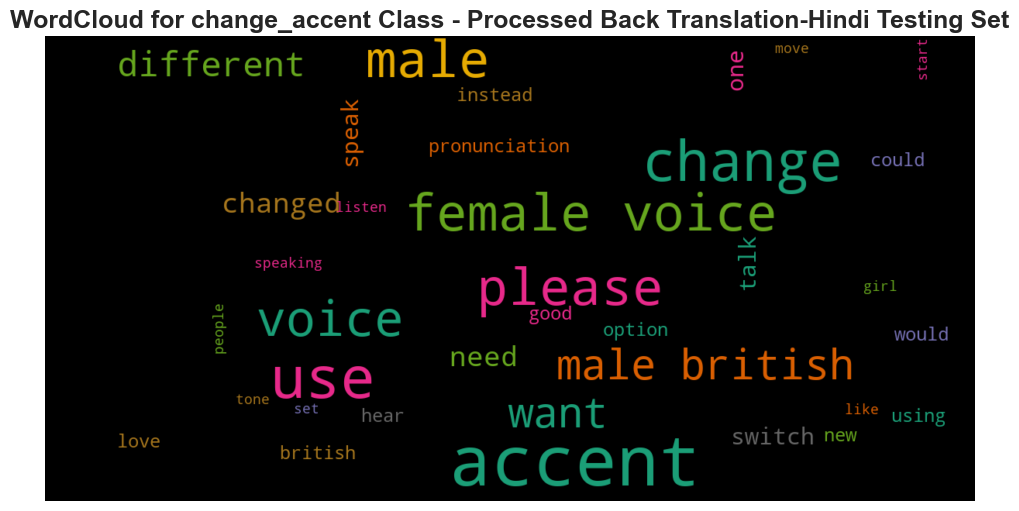 WordCloud for change_accent Class - Processed Back Translation-Hindi Testing Set
different
male
one
move
start
instead
speak
pronunciation
change
could
changed
listen
female voice
talk
speaking
please
girl
people
voice
good
option
would
need
male british
use
tone
set
hear
want
like
using
love
british
accent
switch
new